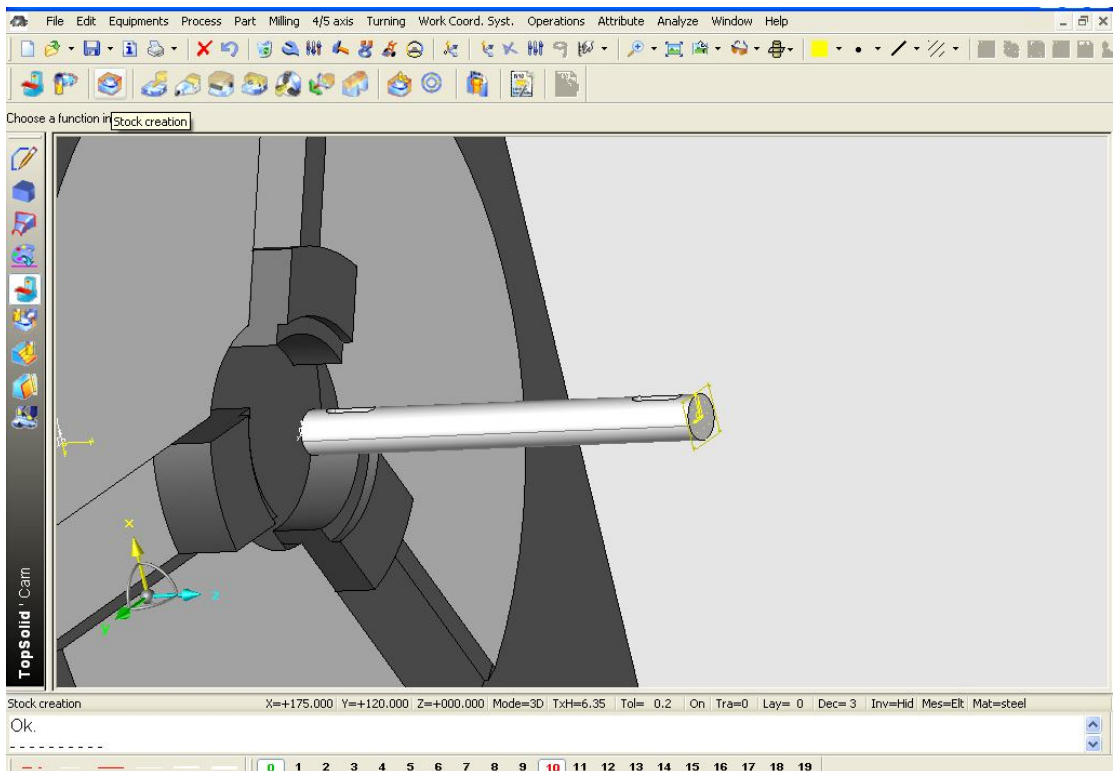 File Edit Equipments Process Part Milling 4/5 axis Turning Work Coord. Syst. Operations Attribute Analyze Window Help
Choose a function in
Stock creation
x
z
y
TopSolid'Cam
Stock creation X=+175.000 Y=+120.000 Z=+000.000 Mode=3D TxH=6.35 Tol= 0.2 On Tra=0 Lay= 0 Dec= 3 Inv=Hid Mes=Elt Mat=steel
Ok.
----------
0 1 2 3 4 5 6 7 8 9 10 11 12 13 14 15 16 17 18 19